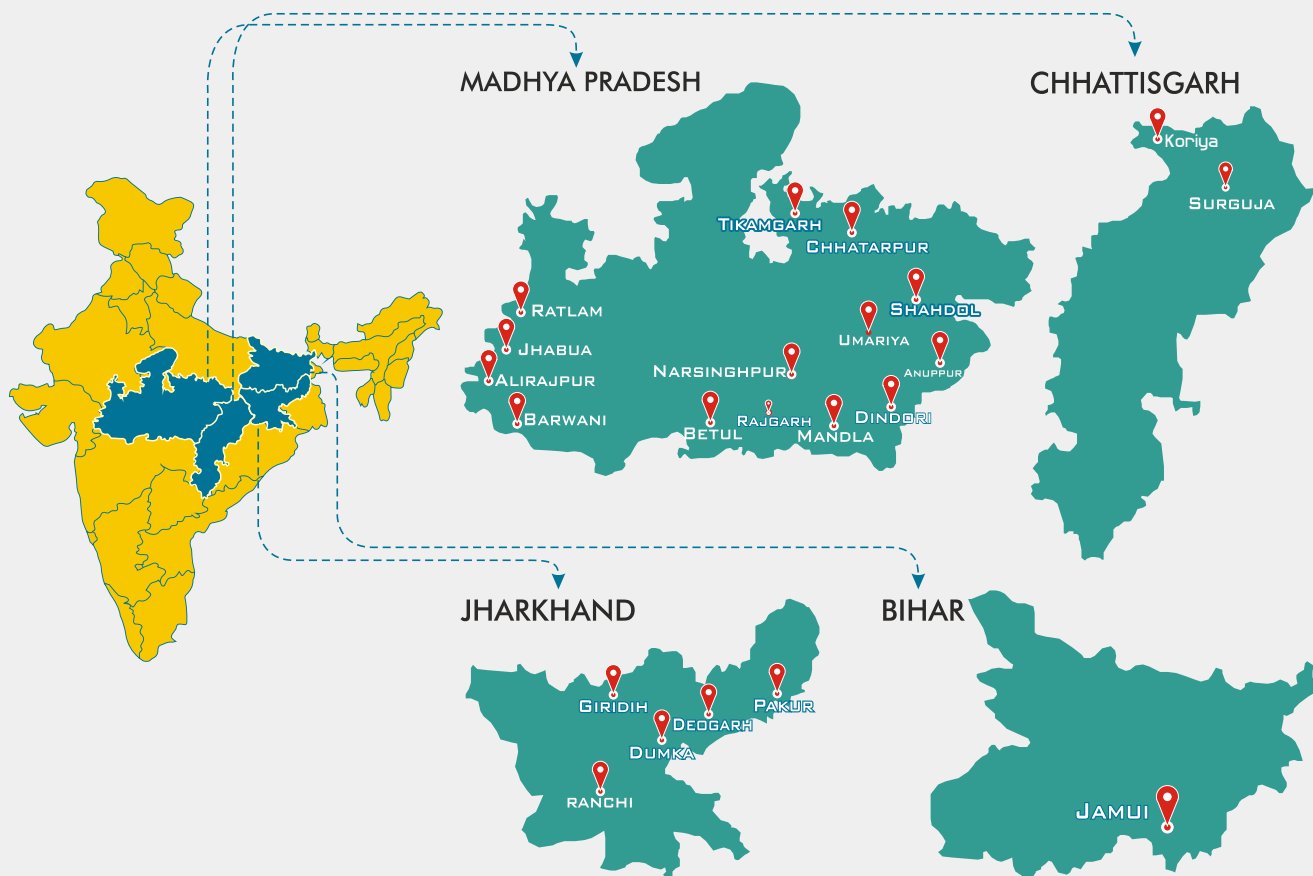 MADHYA PRADESH
CHHATTISGARH
Koriya
SURGUJA
TIKAMGARH
CHHATARPUR
SHAHDOL
RATLAM
UMARIYA
JHABUA
ANUPPUR
NARSINGHPUR
ALIRAJPUR
BARWANI
RAJGARH
DINDORI
BETUL
MANDLA
JHARKHAND
BIHAR
GIRIDIH
PAKUR
DEOGARH
DUMKA
RANCHI
JAMUI